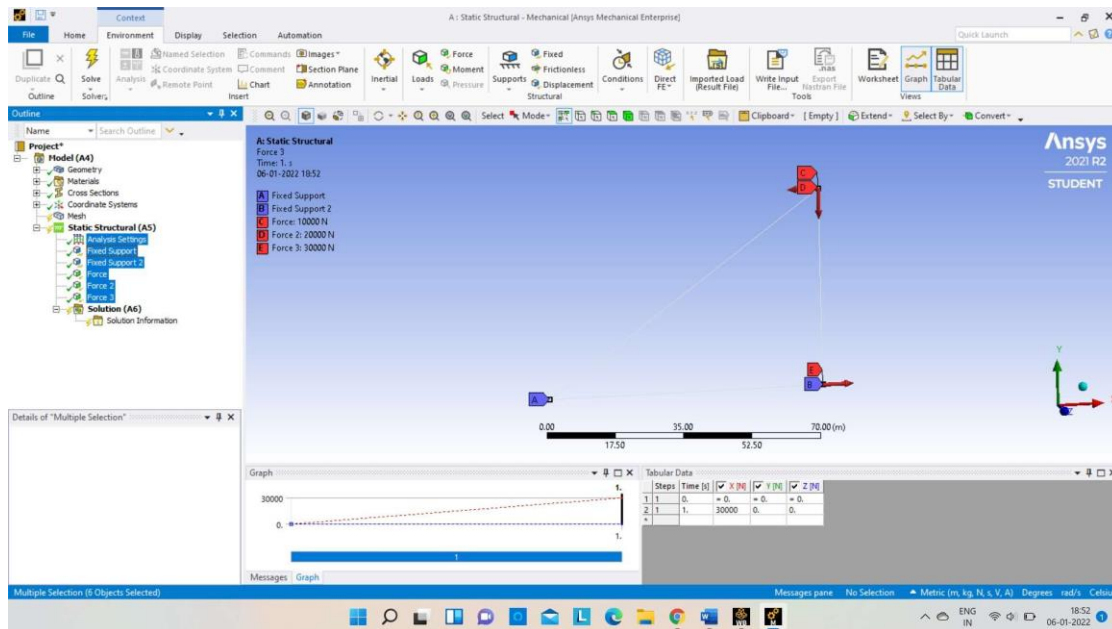 Context
A : Static Structural - Mechanical [Ansys Mechanical Enterprise]
File Home Environment Display Selection Automation
Quick Launch
Duplicate
Outline
Solve
Solvers
Analysis
Named Selection
Coordinate System
Remote Point
Commands
Comment
Chart
Images
Section Plane
Annotation
Insert
Inertial
Loads
Force
Moment
Pressure
Supports
Fixed
Frictionless
Displacement
Conditions
Direct FE
Structural
Imported Load (Result File)
Write Input File...
Export Nastran File
.nas
Tools
Worksheet
Graph
Tabular Data
Views
Outline
Name Search Outline
Select Mode Clipboard [Empty] Extend Select By Convert
Project*
Model (A4)
Geometry
Materials
Cross Sections
Coordinate Systems
Mesh
Static Structural (A5)
Analysis Settings
Fixed Support
Fixed Support 2
Force
Force 2
Force 3
Solution (A6)
Solution Information
Details of "Multiple Selection"
A: Static Structural
Force 3
Time: 1. s
06-01-2022 18:52
A Fixed Support
B Fixed Support 2
C Force: 10000 N
D Force 2: 20000 N
E Force 3: 30000 N
Ansys
2021 R2
STUDENT
C
D
E
B
A
Y
Z
0.00 35.00 70.00 (m)
17.50 52.50
Graph
1.
30000
0.
1.
1
Messages Graph
Tabular Data
Steps Time [s] X [N] Y [N] Z [N]
1 1 0. = 0. = 0. = 0.
2 1 1. 30000 0. 0.
*
Multiple Selection (6 Objects Selected)
Messages pane No Selection Metric (m, kg, N, s, V, A) Degrees rad/s Celsiu
L
W
WB
M
ENG
IN
18:52
06-01-2022
1